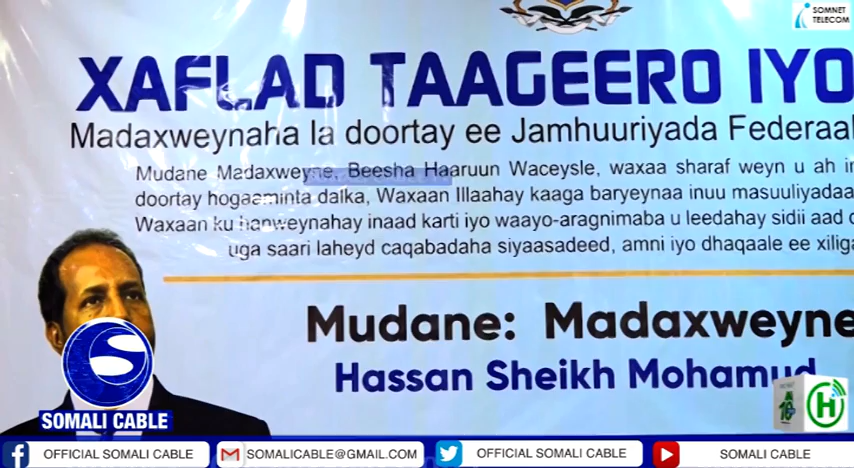 SOMNET
TELECOM
XAFLAD TAAGEERO IYO
Madaxweynaha la doortay ee Jamhuuriyada Federaal
Mudane Madaxweyne, Beesha Haaruun Waceysle, waxaa sharaf weyn u ah in
doortay hogaaminta dalka, Waxaan Illaahay kaaga baryeynaa inuu masuuliyadaa
Waxaan ku hanweynahay inaad karti iyo waayo-aragnimaba u leedahay sidii aad
uga saari laheyd caqabadaha siyaasadeed, amni iyo dhaqaale ee xiliga
Mudane: Madaxweyne
Hassan Sheikh Mohamud
S
SOMALI CABLE
H
OFFICIAL SOMALI CABLE
SOMALICABLE@GMAIL.COM
OFFICIAL SOMALI CABLE
SOMALI CABLE